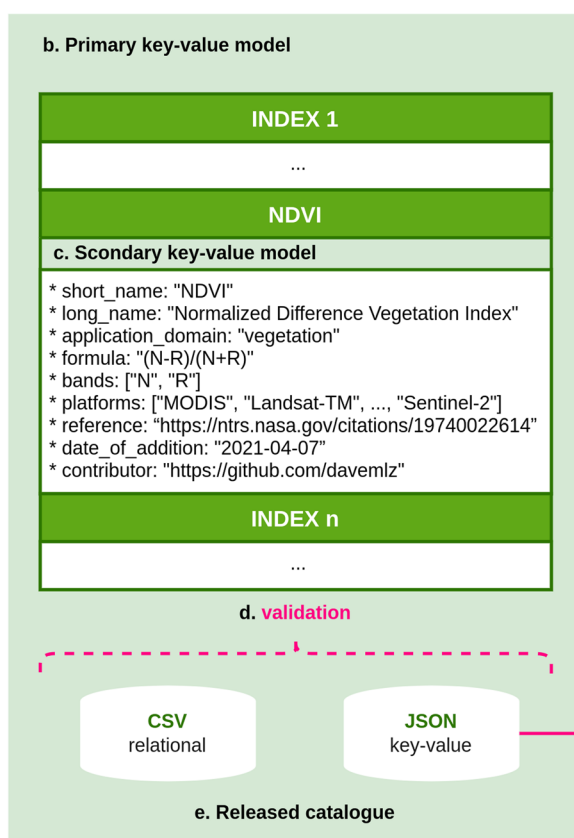 b. Primary key-value model
INDEX 1
...
NDVI
c. Scondary key-value model
* short_name: "NDVI"
* long_name: "Normalized Difference Vegetation Index"
* application_domain: "vegetation"
* formula: "(N-R)/(N+R)"
* bands: ["N", "R"]
* platforms: ["MODIS", "Landsat-TM", ..., "Sentinel-2"]
* reference: “https://ntrs.nasa.gov/citations/19740022614”
* date_of_addition: "2021-04-07”
* contributor: "https://github.com/davemlz"
INDEX n
...
d. validation
CSV
relational
JSON
key-value
e. Released catalogue